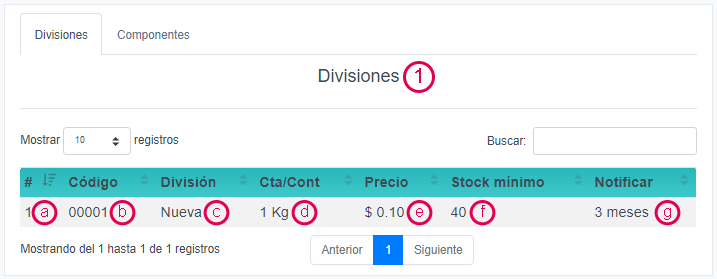 Divisiones Componentes
Divisiones 1
Mostrar 10 registros Buscar:
# Código División Cta/Cont Precio Stock mínimo Notificar
1 a 00001 b Nueva c 1 Kg d $ 0.10 e 40 f 3 meses g
Mostrando del 1 hasta 1 de 1 registros Anterior 1 Siguiente